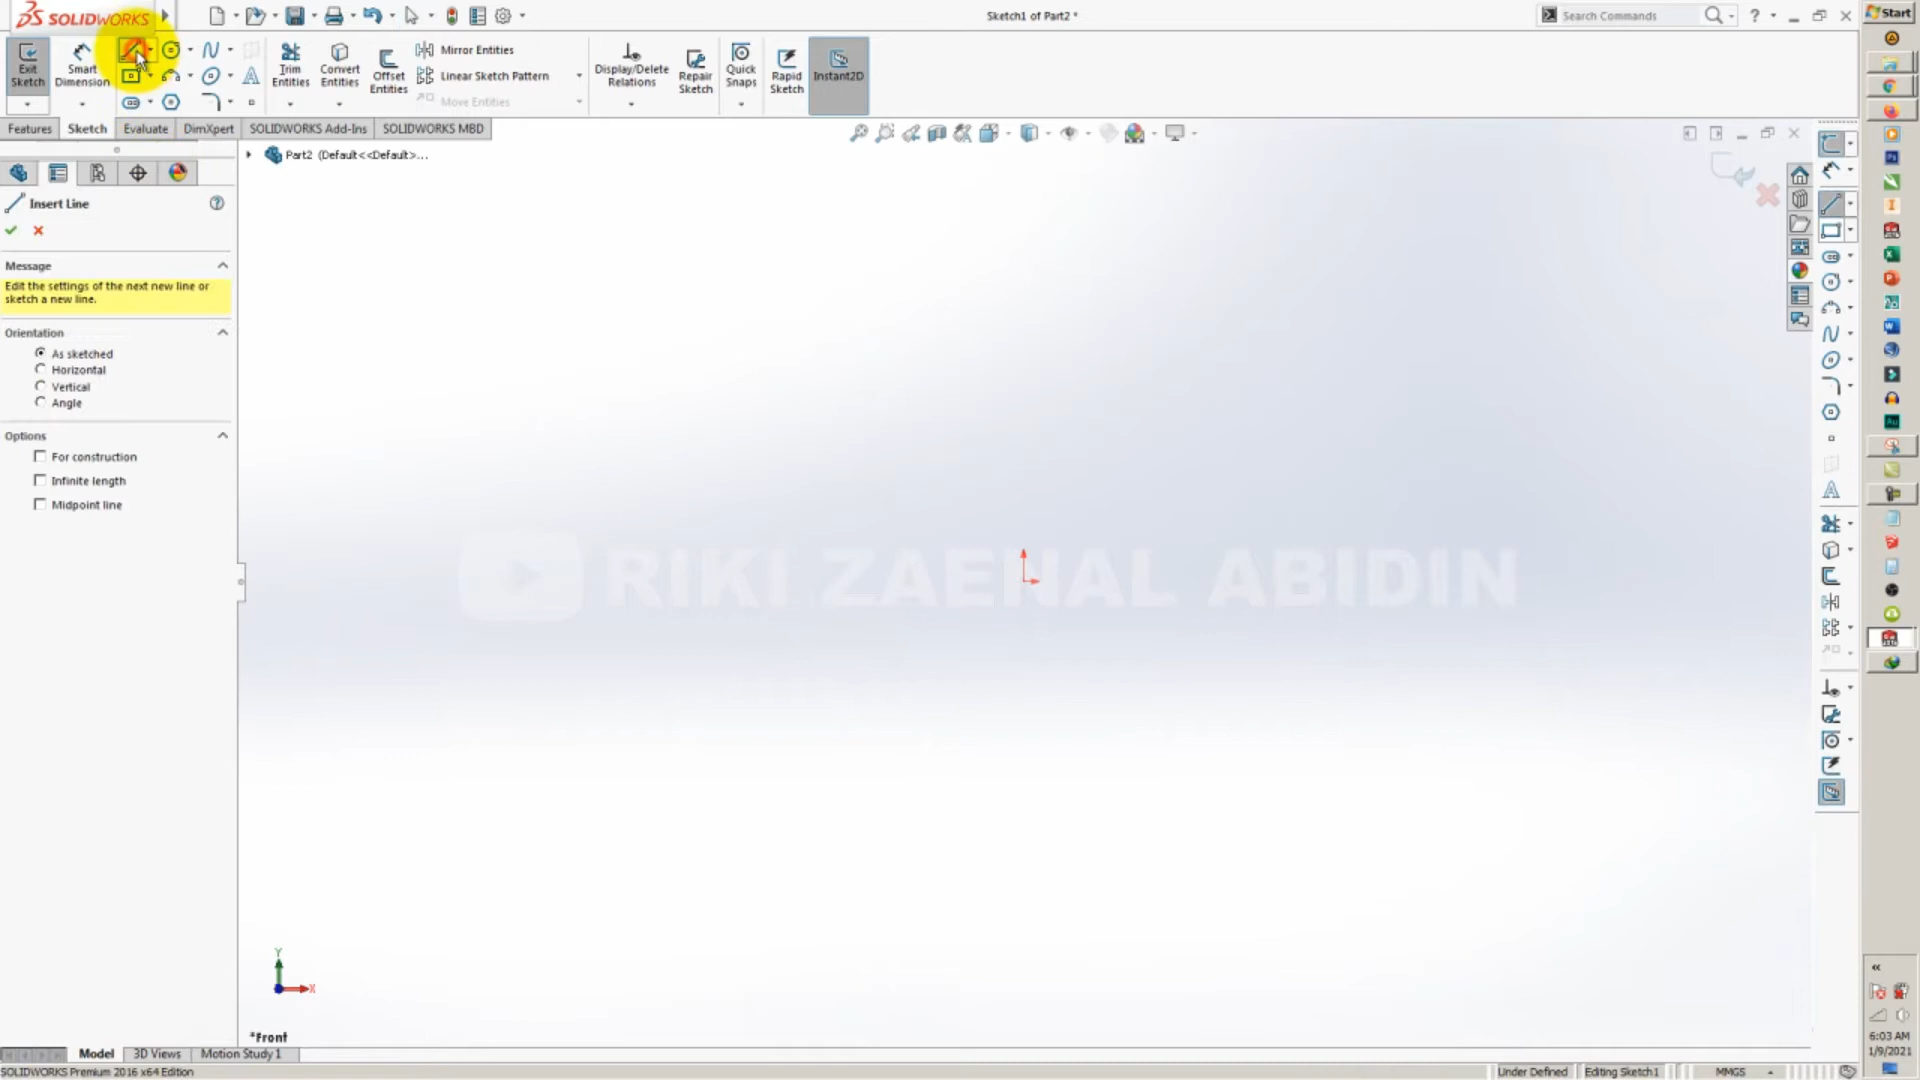 SOLIDWORKS
Sketch1 of Part2 *
Search Commands
Start
Exit Sketch
Smart Dimension
Trim Entities
Convert Entities
Offset Entities
Mirror Entities
Linear Sketch Pattern
Move Entities
Display/Delete Relations
Repair Sketch
Quick Snaps
Rapid Sketch
Instant2D
Features
Sketch
Evaluate
DimXpert
SOLIDWORKS Add-Ins
SOLIDWORKS MBD
Part2 (Default<<Default>...
Insert Line
Message
Edit the settings of the next new line or
sketch a new line.
Orientation
As sketched
Horizontal
Vertical
Angle
Options
For construction
Infinite length
Midpoint line
RIKI ZAENAL ABIDIN
Y
X
*Front
Model
3D Views
Motion Study 1
SOLIDWORKS Premium 2016 x64 Edition
Under Defined
Editing Sketch1
MMGS
6:03 AM
1/9/2021